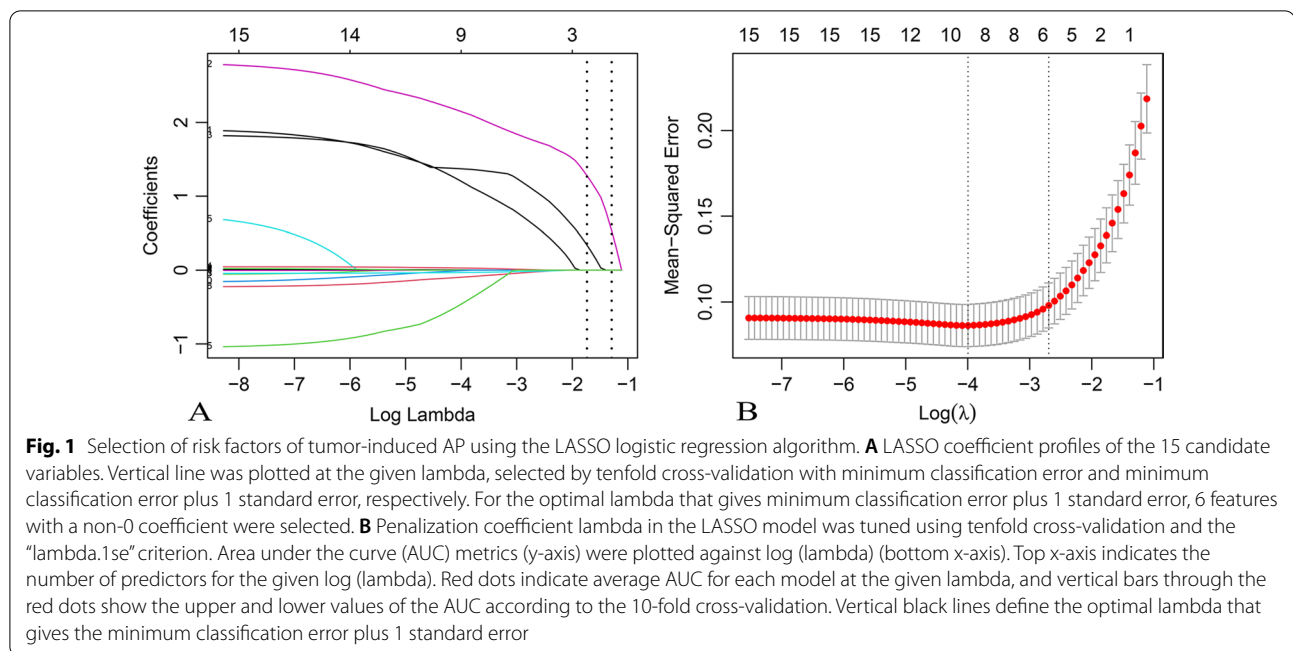 15 14 9 3
2
1
3
5
5
Coefficients
2
1
0
−1
−8 −7 −6 −5 −4 −3 −2 −1
Log Lambda
A
15 15 15 15 12 10 8 8 6 5 2 1
Mean−Squared Error
0.20
0.15
0.10
−7 −6 −5 −4 −3 −2 −1
Log(λ)
B
Fig. 1 Selection of risk factors of tumor-induced AP using the LASSO logistic regression algorithm. A LASSO coefficient profiles of the 15 candidate
variables. Vertical line was plotted at the given lambda, selected by tenfold cross-validation with minimum classification error and minimum
classification error plus 1 standard error, respectively. For the optimal lambda that gives minimum classification error plus 1 standard error, 6 features
with a non-0 coefficient were selected. B Penalization coefficient lambda in the LASSO model was tuned using tenfold cross-validation and the
"lambda.1se" criterion. Area under the curve (AUC) metrics (y-axis) were plotted against log (lambda) (bottom x-axis). Top x-axis indicates the
number of predictors for the given log (lambda). Red dots indicate average AUC for each model at the given lambda, and vertical bars through the
red dots show the upper and lower values of the AUC according to the 10-fold cross-validation. Vertical black lines define the optimal lambda that
gives the minimum classification error plus 1 standard error